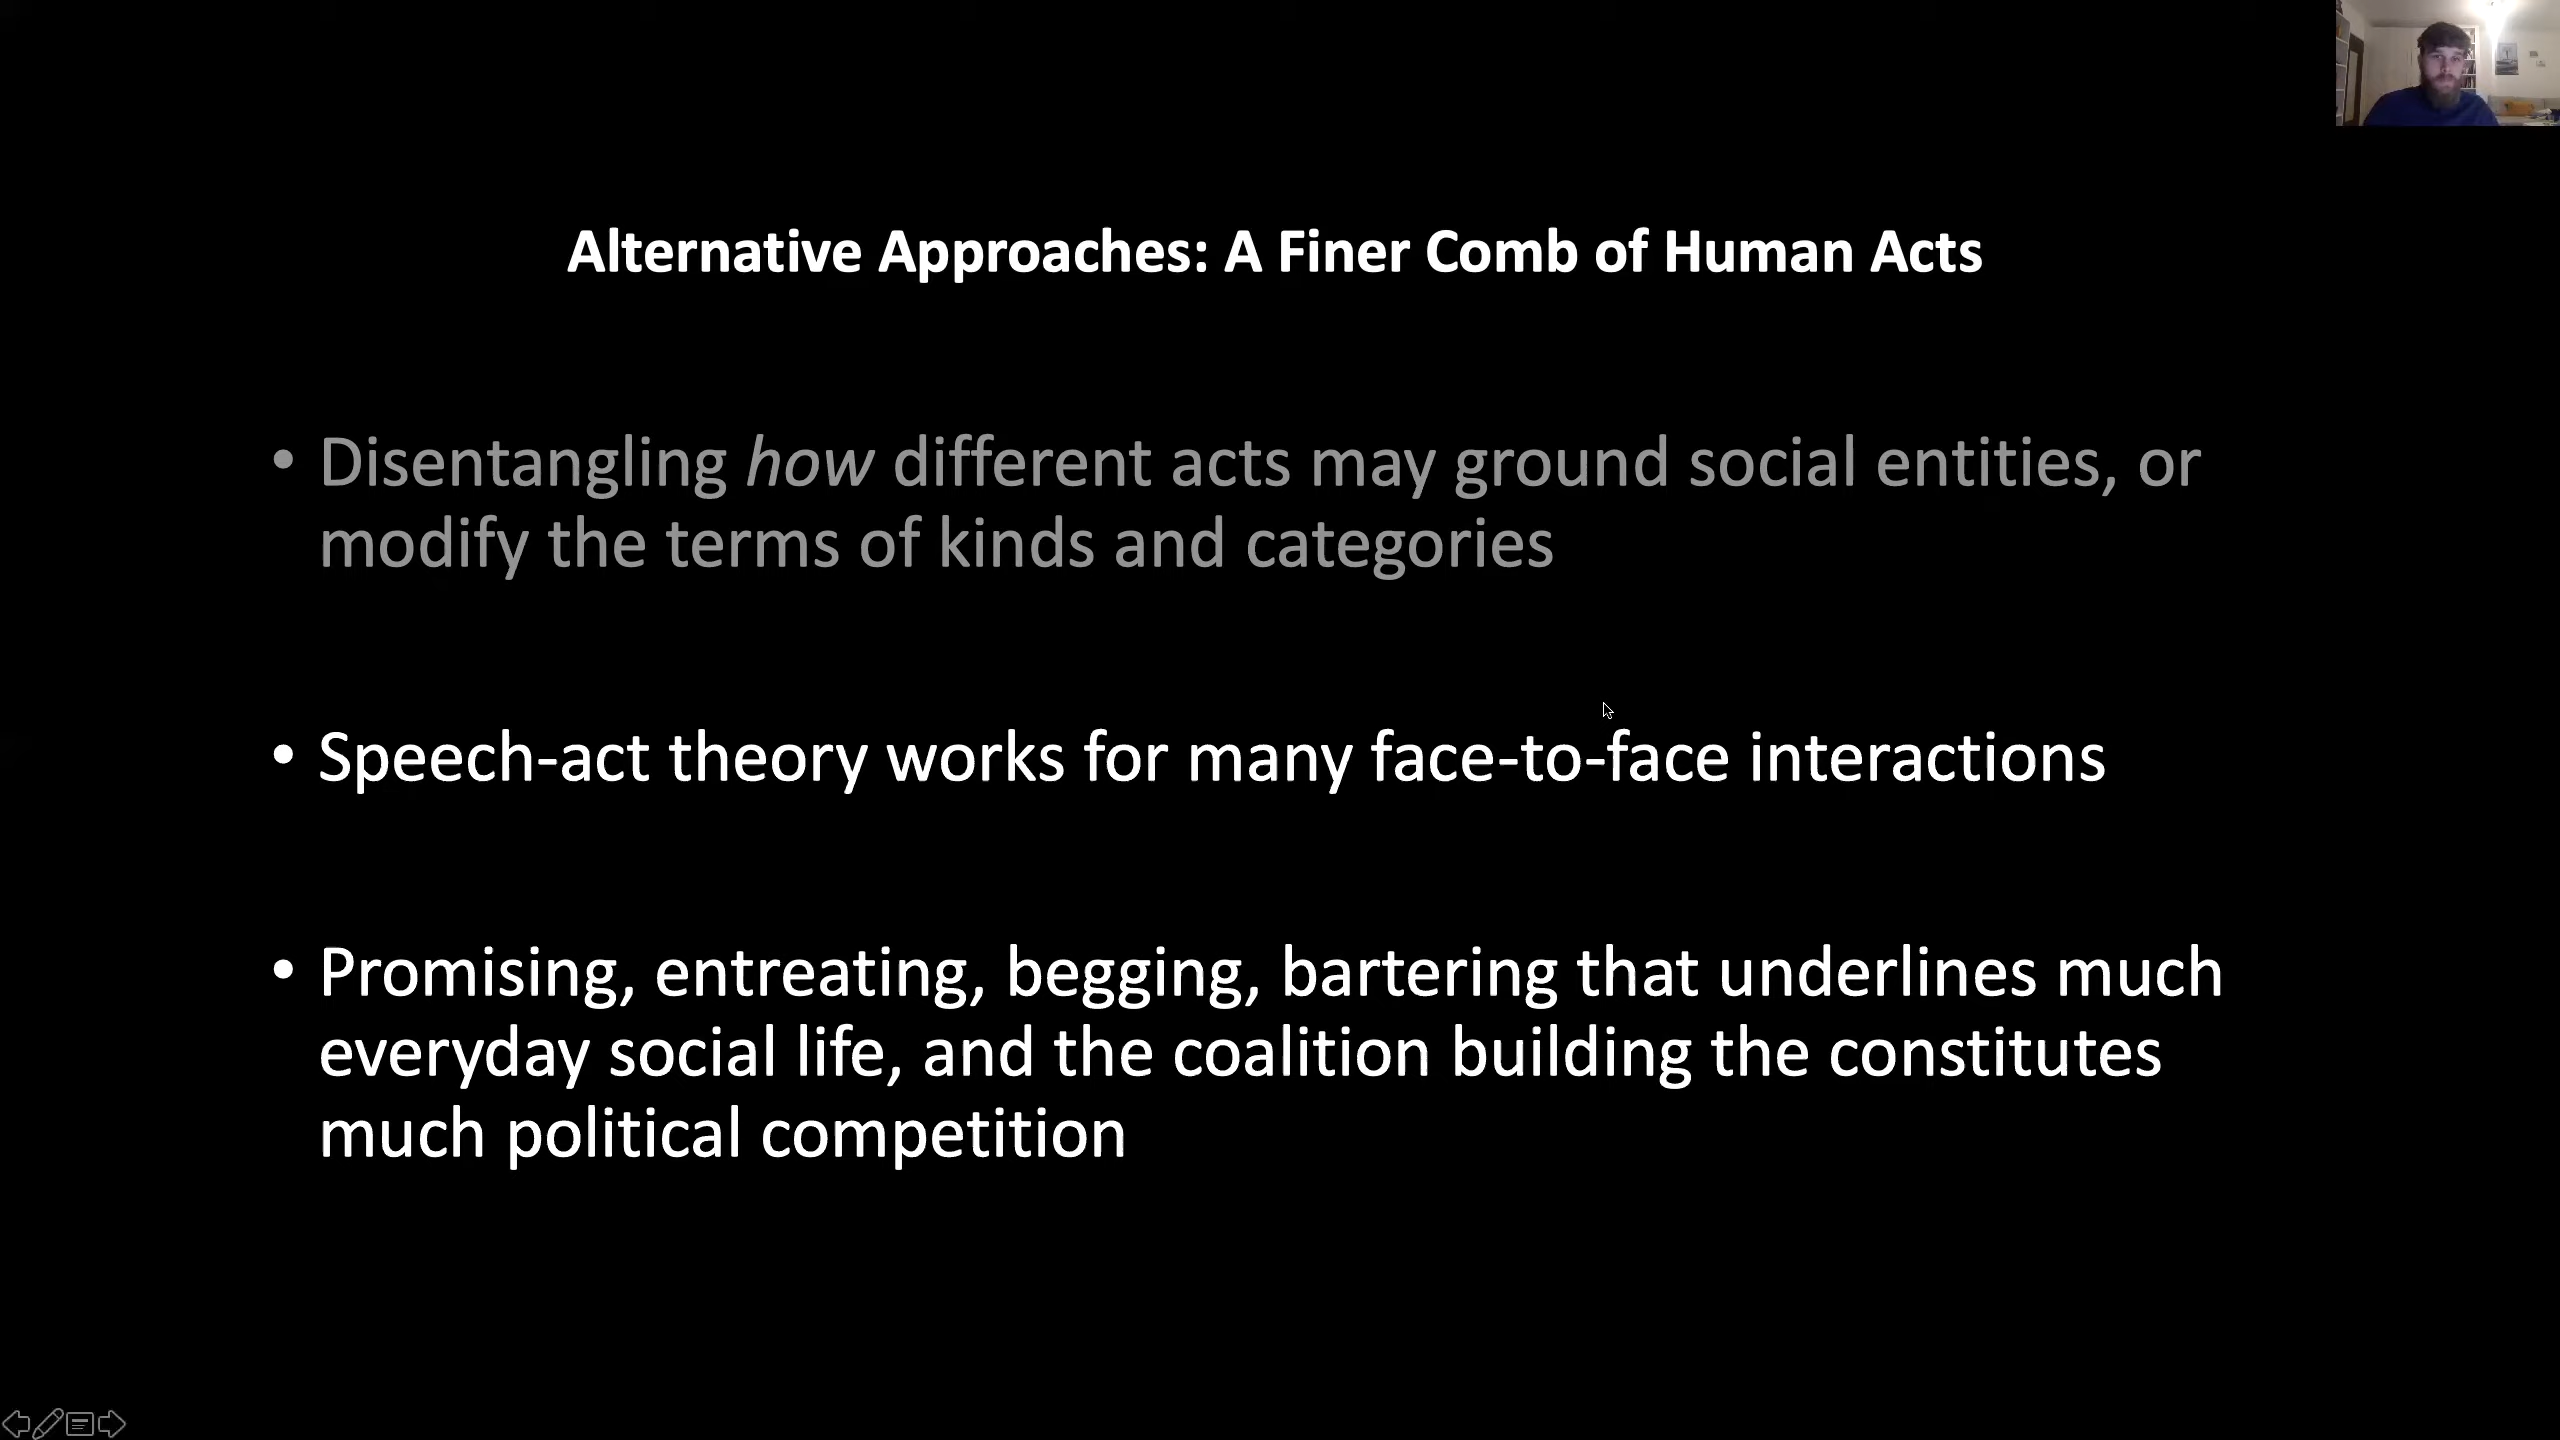 Alternative Approaches: A Finer Comb of Human Acts
• Disentangling how different acts may ground social entities, or
modify the terms of kinds and categories
• Speech-act theory works for many face-to-face interactions
• Promising, entreating, begging, bartering that underlines much
everyday social life, and the coalition building the constitutes
much political competition